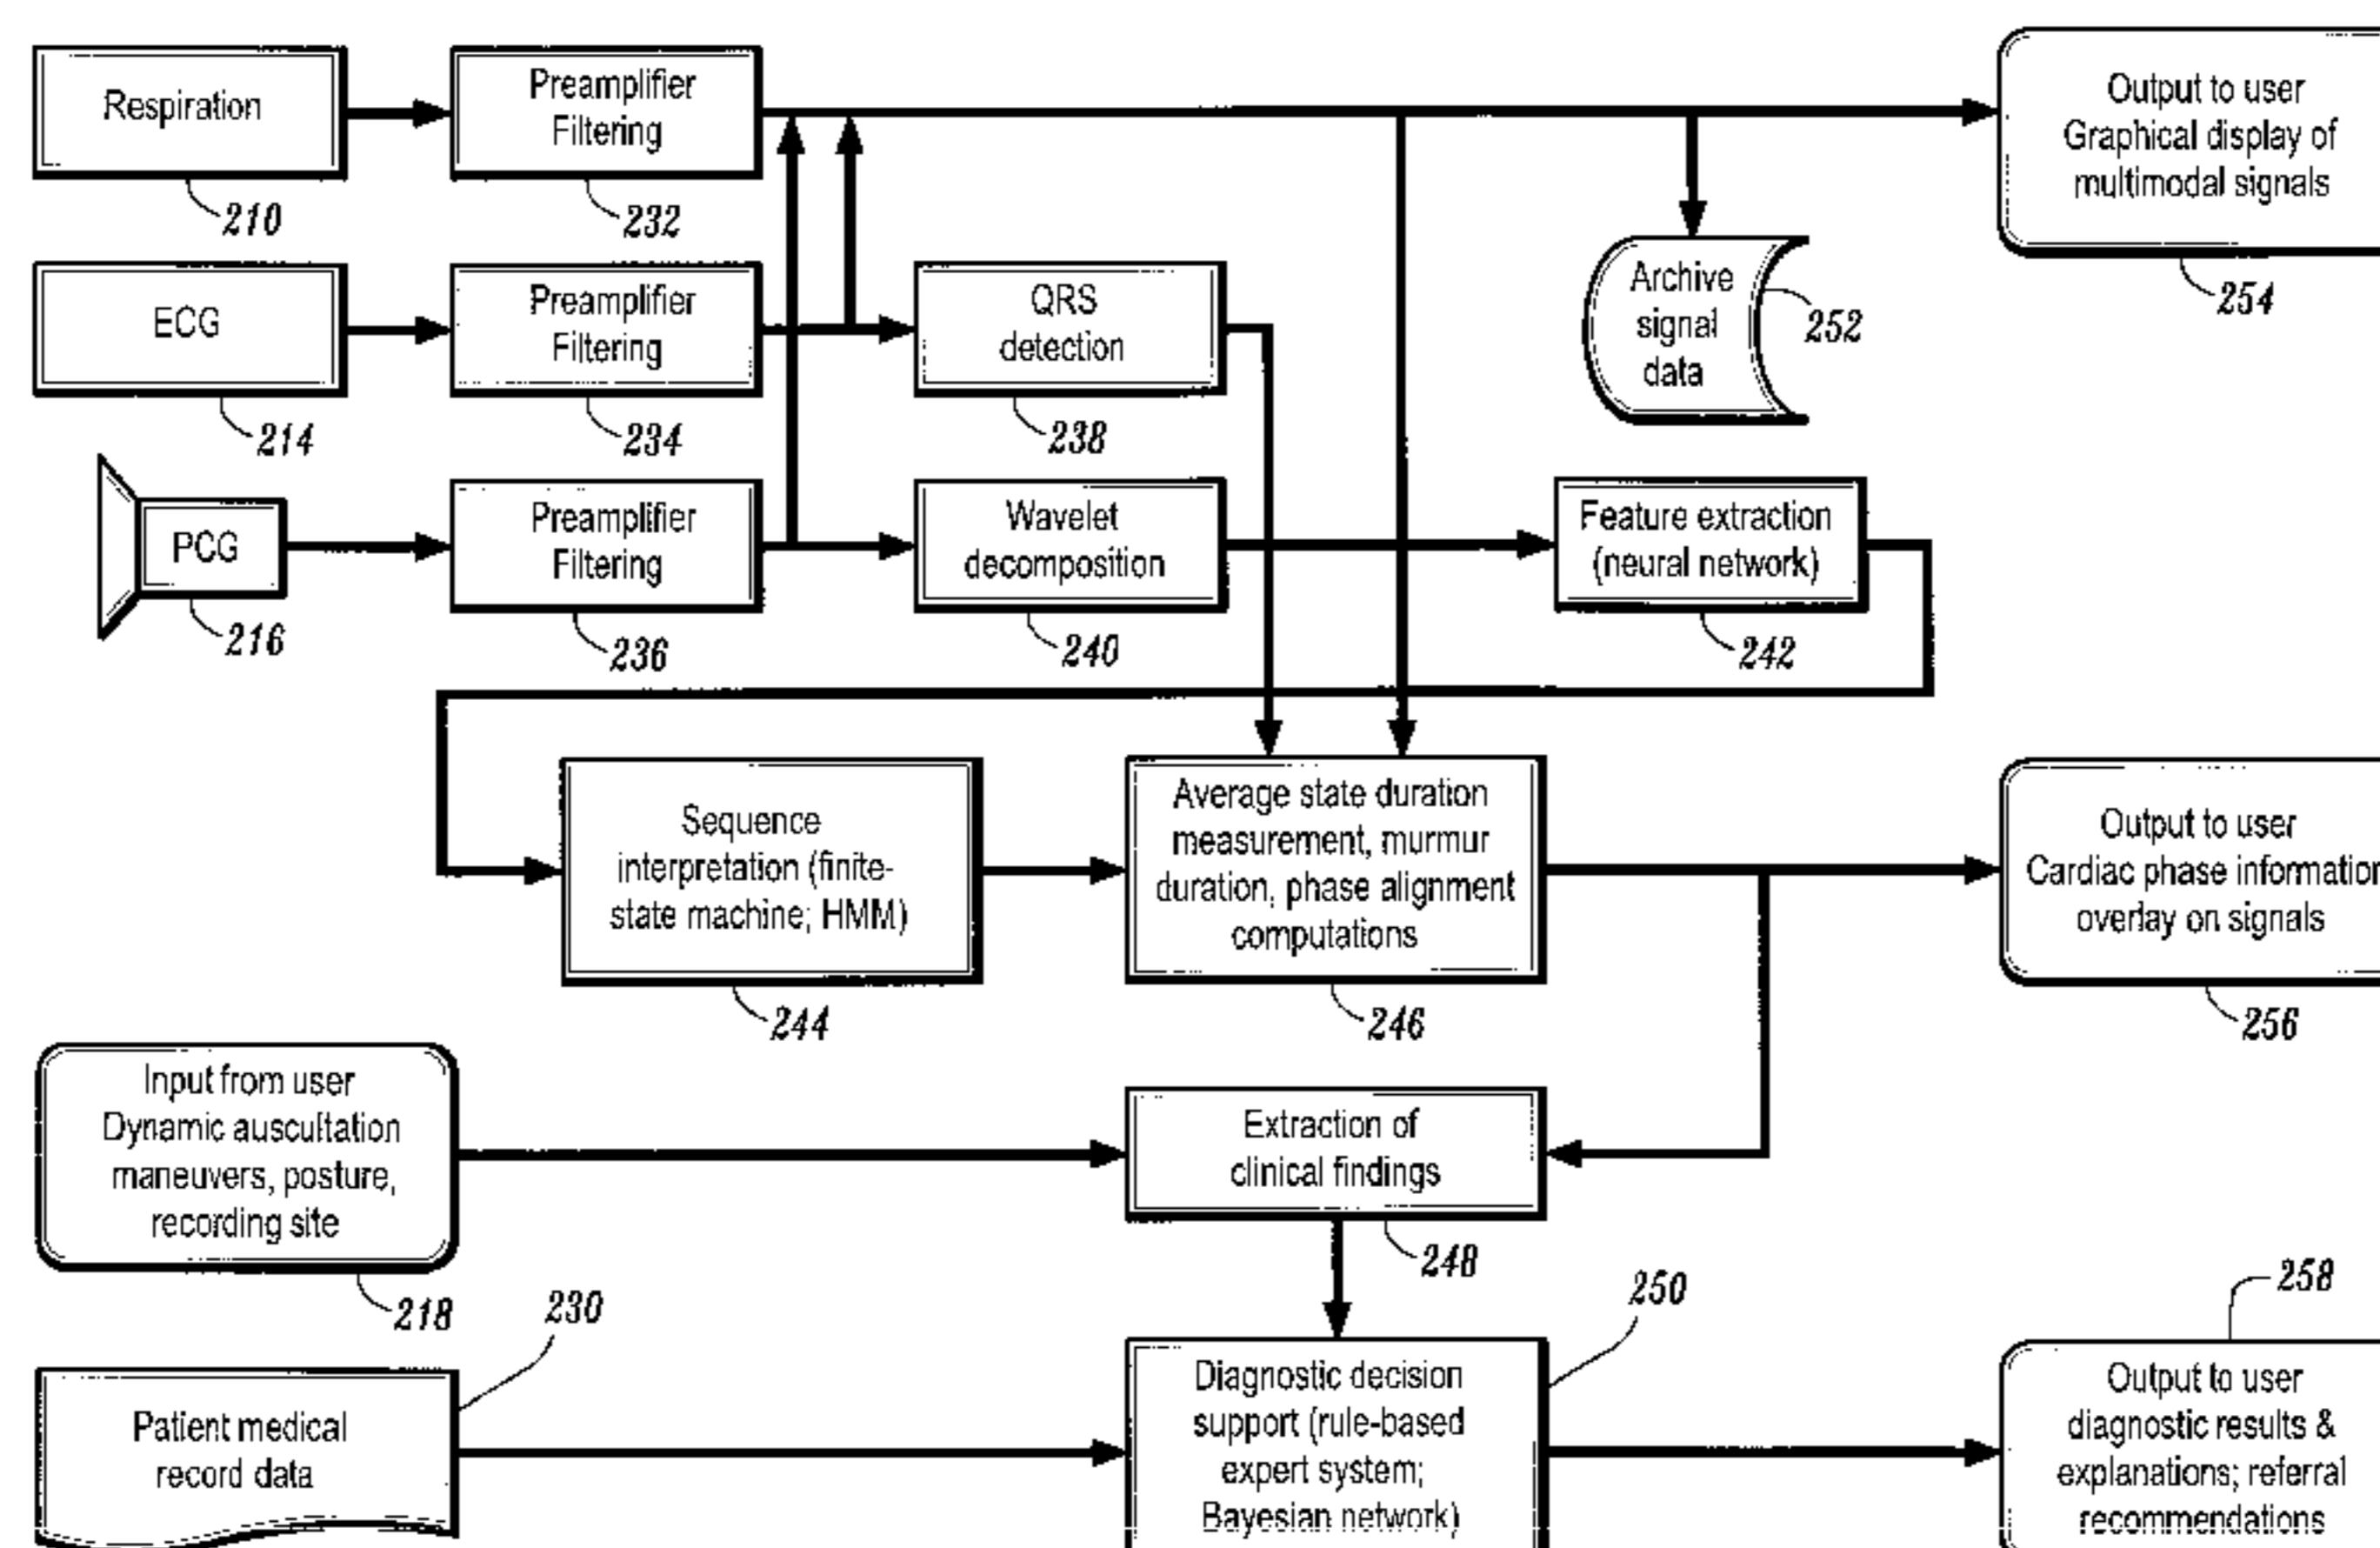 Respiration
210
Preamplifier
Filtering
232
Output to user
Graphical display of
multimodal signals
254
ECG
214
Preamplifier
Filtering
234
QRS
detection
238
Archive
signal
data
252
PCG
216
Preamplifier
Filtering
236
Wavelet
decomposition
240
Feature extraction
(neural network)
242
Sequence
interpretation (finite-
state machine; HMM)
244
Average state duration
measurement, murmur
duration, phase alignment
computations
246
Output to user
Cardiac phase information
overlay on signals
256
Input from user
Dynamic auscultation
maneuvers, posture,
recording site
218
Extraction of
clinical findings
248
Patient medical
record data
230
Diagnostic decision
support (rule-based
expert system;
Bayesian network)
250
Output to user
diagnostic results &
explanations; referral
recommendations
258